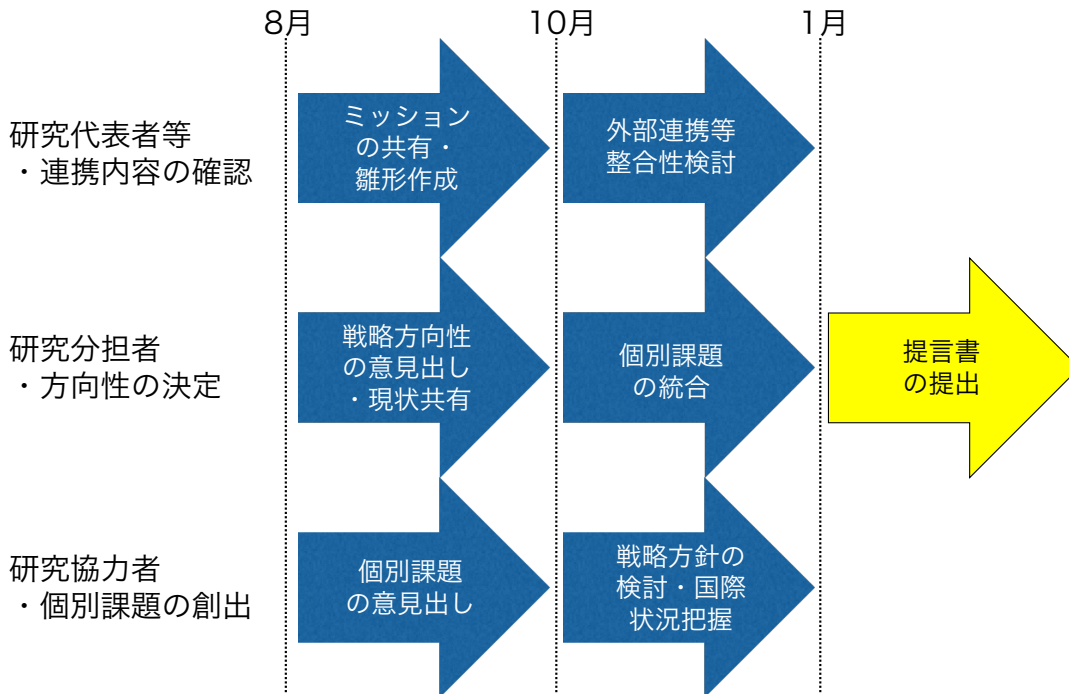 8月
10月
1月
研究代表者等
・連携内容の確認
ミッション
の共有・
雛形作成
外部連携等
整合性検討
研究分担者
・方向性の決定
戦略方向性
の意見出し
・現状共有
個別課題
の統合
提言書
の提出
研究協力者
・個別課題の創出
個別課題
の意見出し
戦略方針の
検討・国際
状況把握